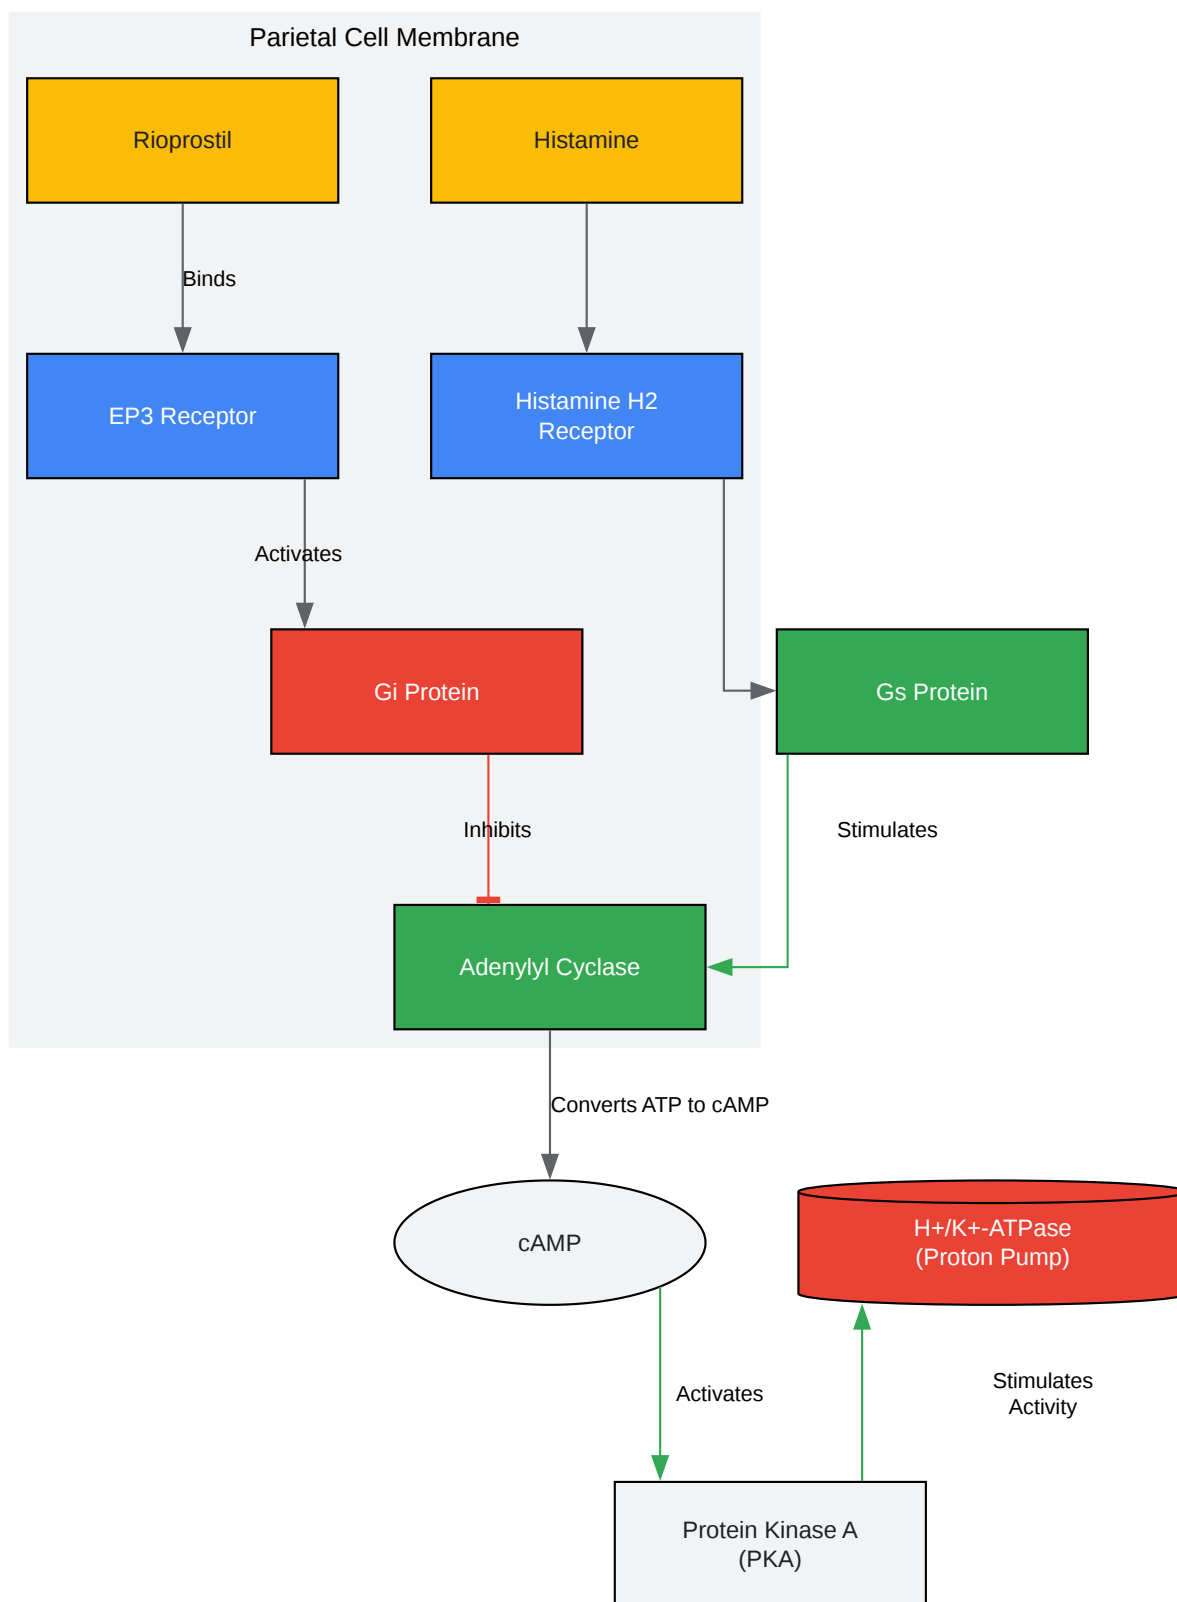 Parietal Cell Membrane
Rioprostil
Histamine
Binds
EP3 Receptor
Histamine H2
Receptor
Activates
Gi Protein
Gs Protein
Inhibits
Stimulates
Adenylyl Cyclase
Converts ATP to cAMP
cAMP
H+/K+-ATPase
(Proton Pump)
Activates
Stimulates
Activity
Protein Kinase A
(PKA)